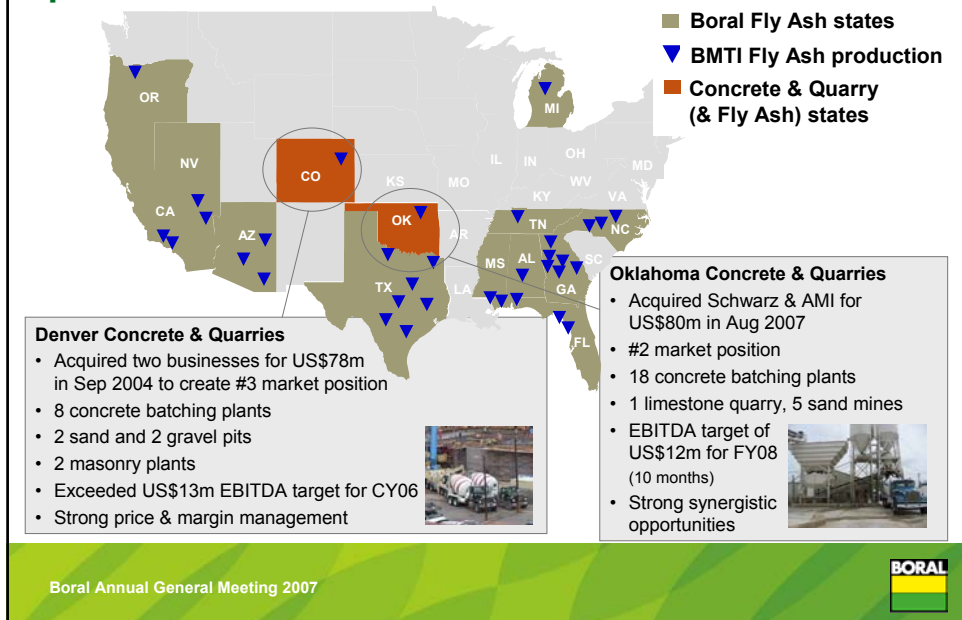 Boral Fly Ash states
BMTI Fly Ash production
Concrete & Quarry
(& Fly Ash) states
OR
MI
NV
CO
IL
IN
OH
MD
WV
KS
MO
KY
VA
CA
AZ
OK
AR
TN
NC
MS
AL
SC
TX
LA
GA
FL
Denver Concrete & Quarries
• Acquired two businesses for US$78m
in Sep 2004 to create #3 market position
• 8 concrete batching plants
• 2 sand and 2 gravel pits
• 2 masonry plants
• Exceeded US$13m EBITDA target for CY06
• Strong price & margin management
Oklahoma Concrete & Quarries
• Acquired Schwarz & AMI for
US$80m in Aug 2007
• #2 market position
• 18 concrete batching plants
• 1 limestone quarry, 5 sand mines
• EBITDA target of
US$12m for FY08
(10 months)
• Strong synergistic
opportunities
Boral Annual General Meeting 2007
BORAL